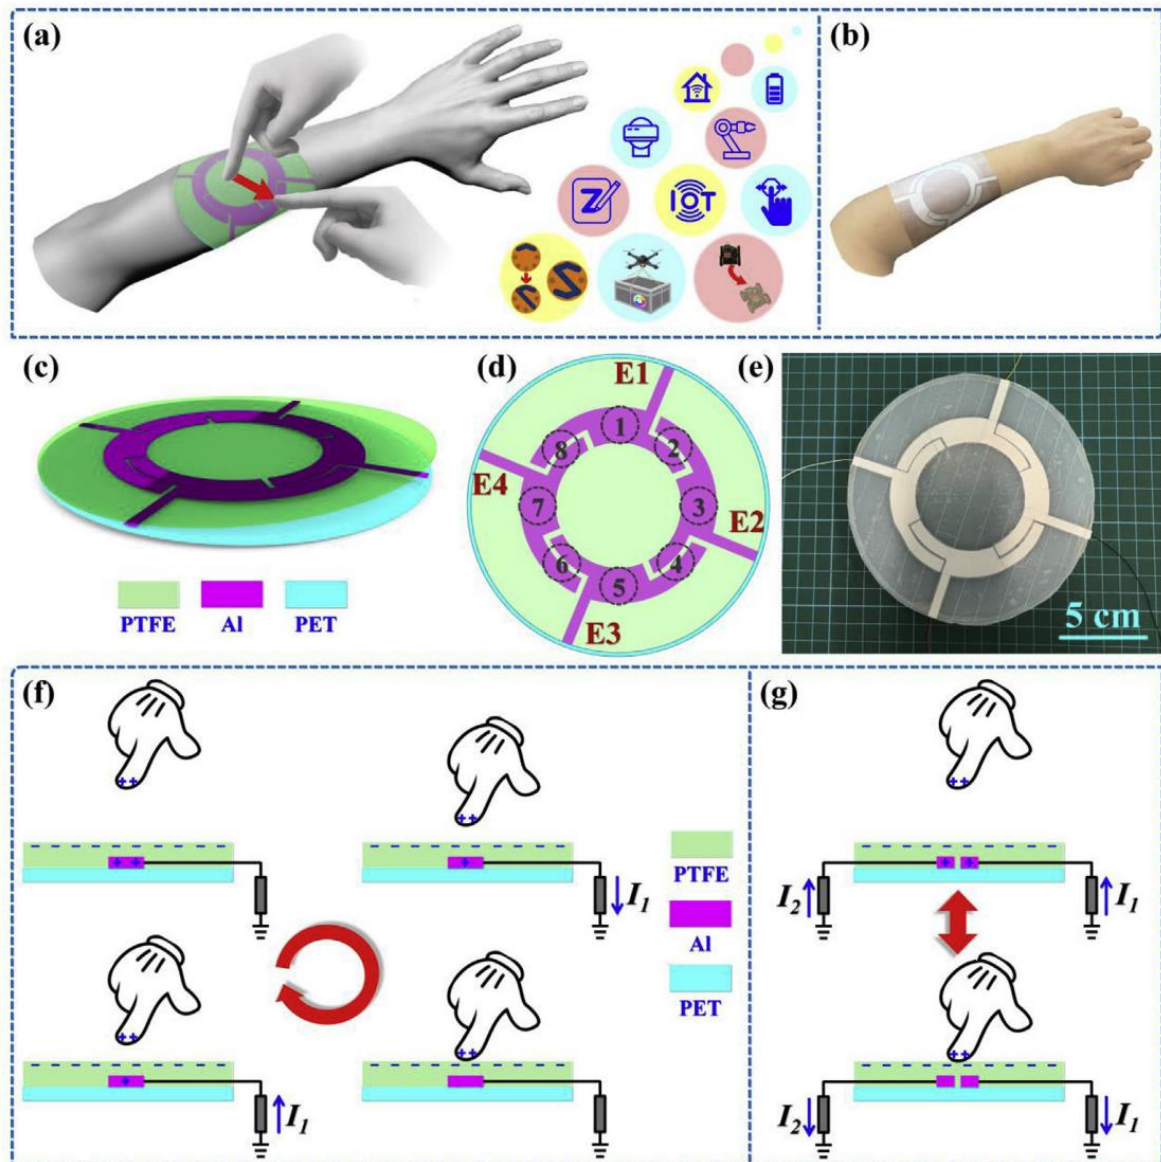 (a)
(b)
Z
IOT
(c)
(d)
(e)
E1
1
8
2
E4
7
3
E2
6
4
5
E3
PTFE
Al
PET
5 cm
(f)
(g)
++
++
++
- - - - - - - -
- - - - - - - -
- - - - - - - -
+ +
+
+ +
I1
PTFE
I2
I1
Al
++
PET
++
++
- - - - - - - -
- - - - - - - -
- - - - - - - -
+
I1
I2
I1